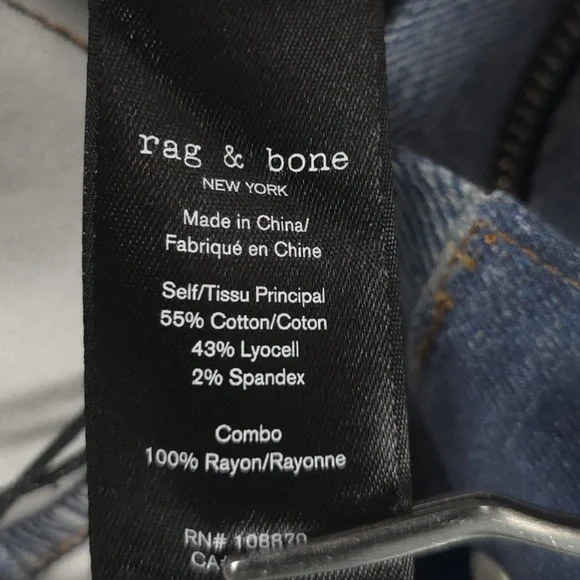 rag & bone
NEW YORK
Made in China/
Fabriqué en Chine
Self/Tissu Principal
55% Cotton/Coton
43% Lyocell
2% Spandex
Combo
100% Rayon/Rayonne
RN# 108879